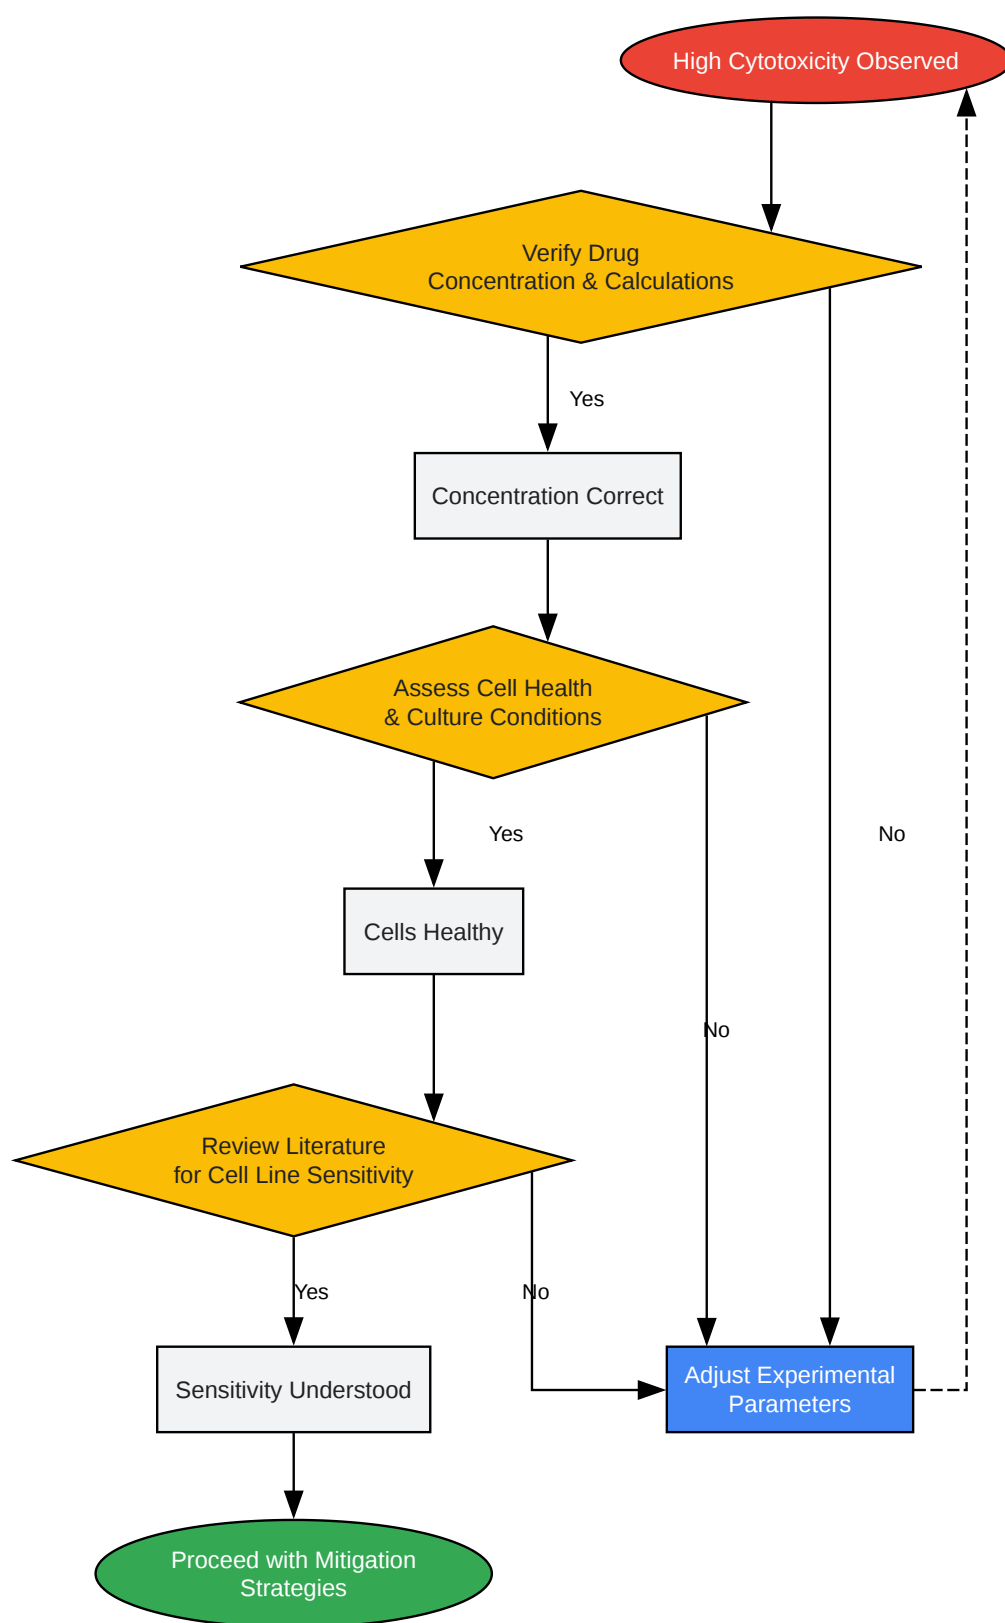 High Cytotoxicity Observed
Verify Drug
Concentration & Calculations
Yes
Concentration Correct
Assess Cell Health
& Culture Conditions
Yes
No
Cells Healthy
No
Review Literature
for Cell Line Sensitivity
Yes
No
Sensitivity Understood
Adjust Experimental
Parameters
Proceed with Mitigation
Strategies